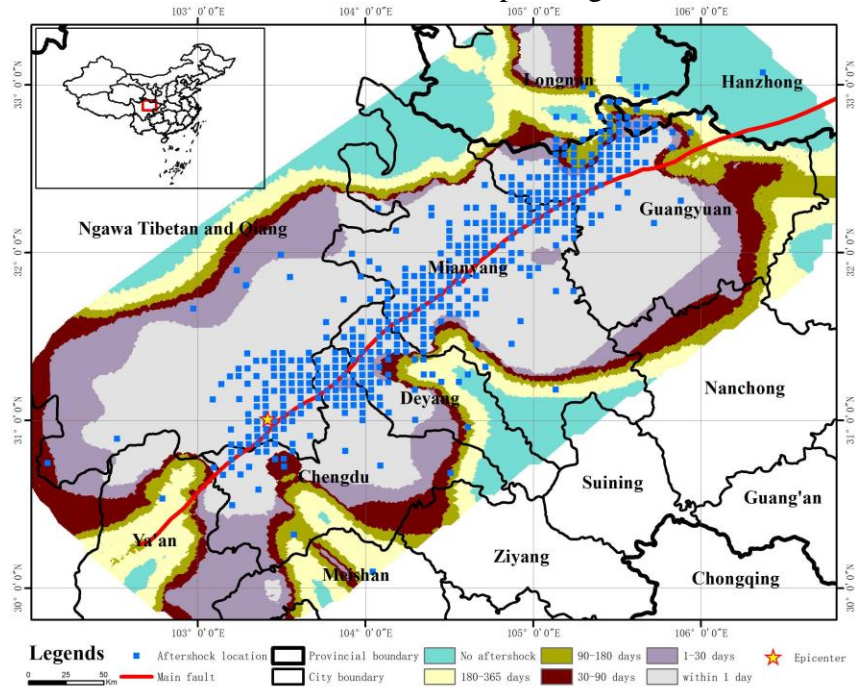 103° 0′0″E 104° 0′0″E 105° 0′0″E 106° 0′0″E
33° 0′0″N
33° 0′0″N
Longnan
Hanzhong
Ngawa Tibetan and Qiang
Guangyuan
32° 0′0″N
32° 0′0″N
Mianyang
Nanchong
Deyang
31° 0′0″N
31° 0′0″N
Suining
Chengdu
Guang'an
Ya'an
Ziyang
Meishan
Chongqing
30° 0′0″N
30° 0′0″N
103° 0′0″E 104° 0′0″E 105° 0′0″E 106° 0′0″E
Legends Aftershock location Provincial boundary No aftershock 90-180 days 1-30 days Epicenter
0 25 50 Km Main fault City boundary 180-365 days 30-90 days within 1 day